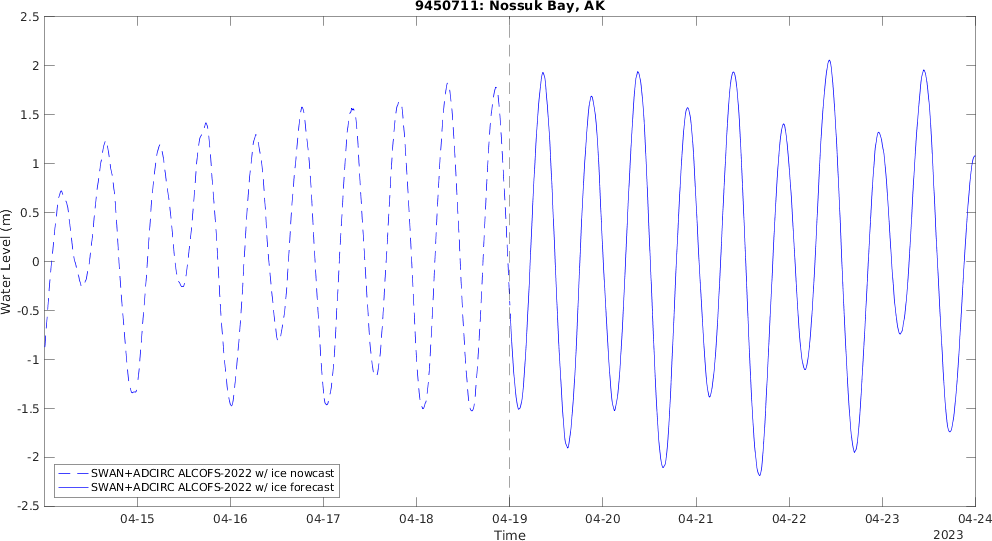 9450711: Nossuk Bay, AK
2.5
2
1.5
1
0.5
0
-0.5
-1
-1.5
-2
-2.5
Water Level (m)
SWAN+ADCIRC ALCOFS-2022 w/ ice nowcast
SWAN+ADCIRC ALCOFS-2022 w/ ice forecast
04-15 04-16 04-17 04-18 04-19 04-20 04-21 04-22 04-23 04-24
Time
2023